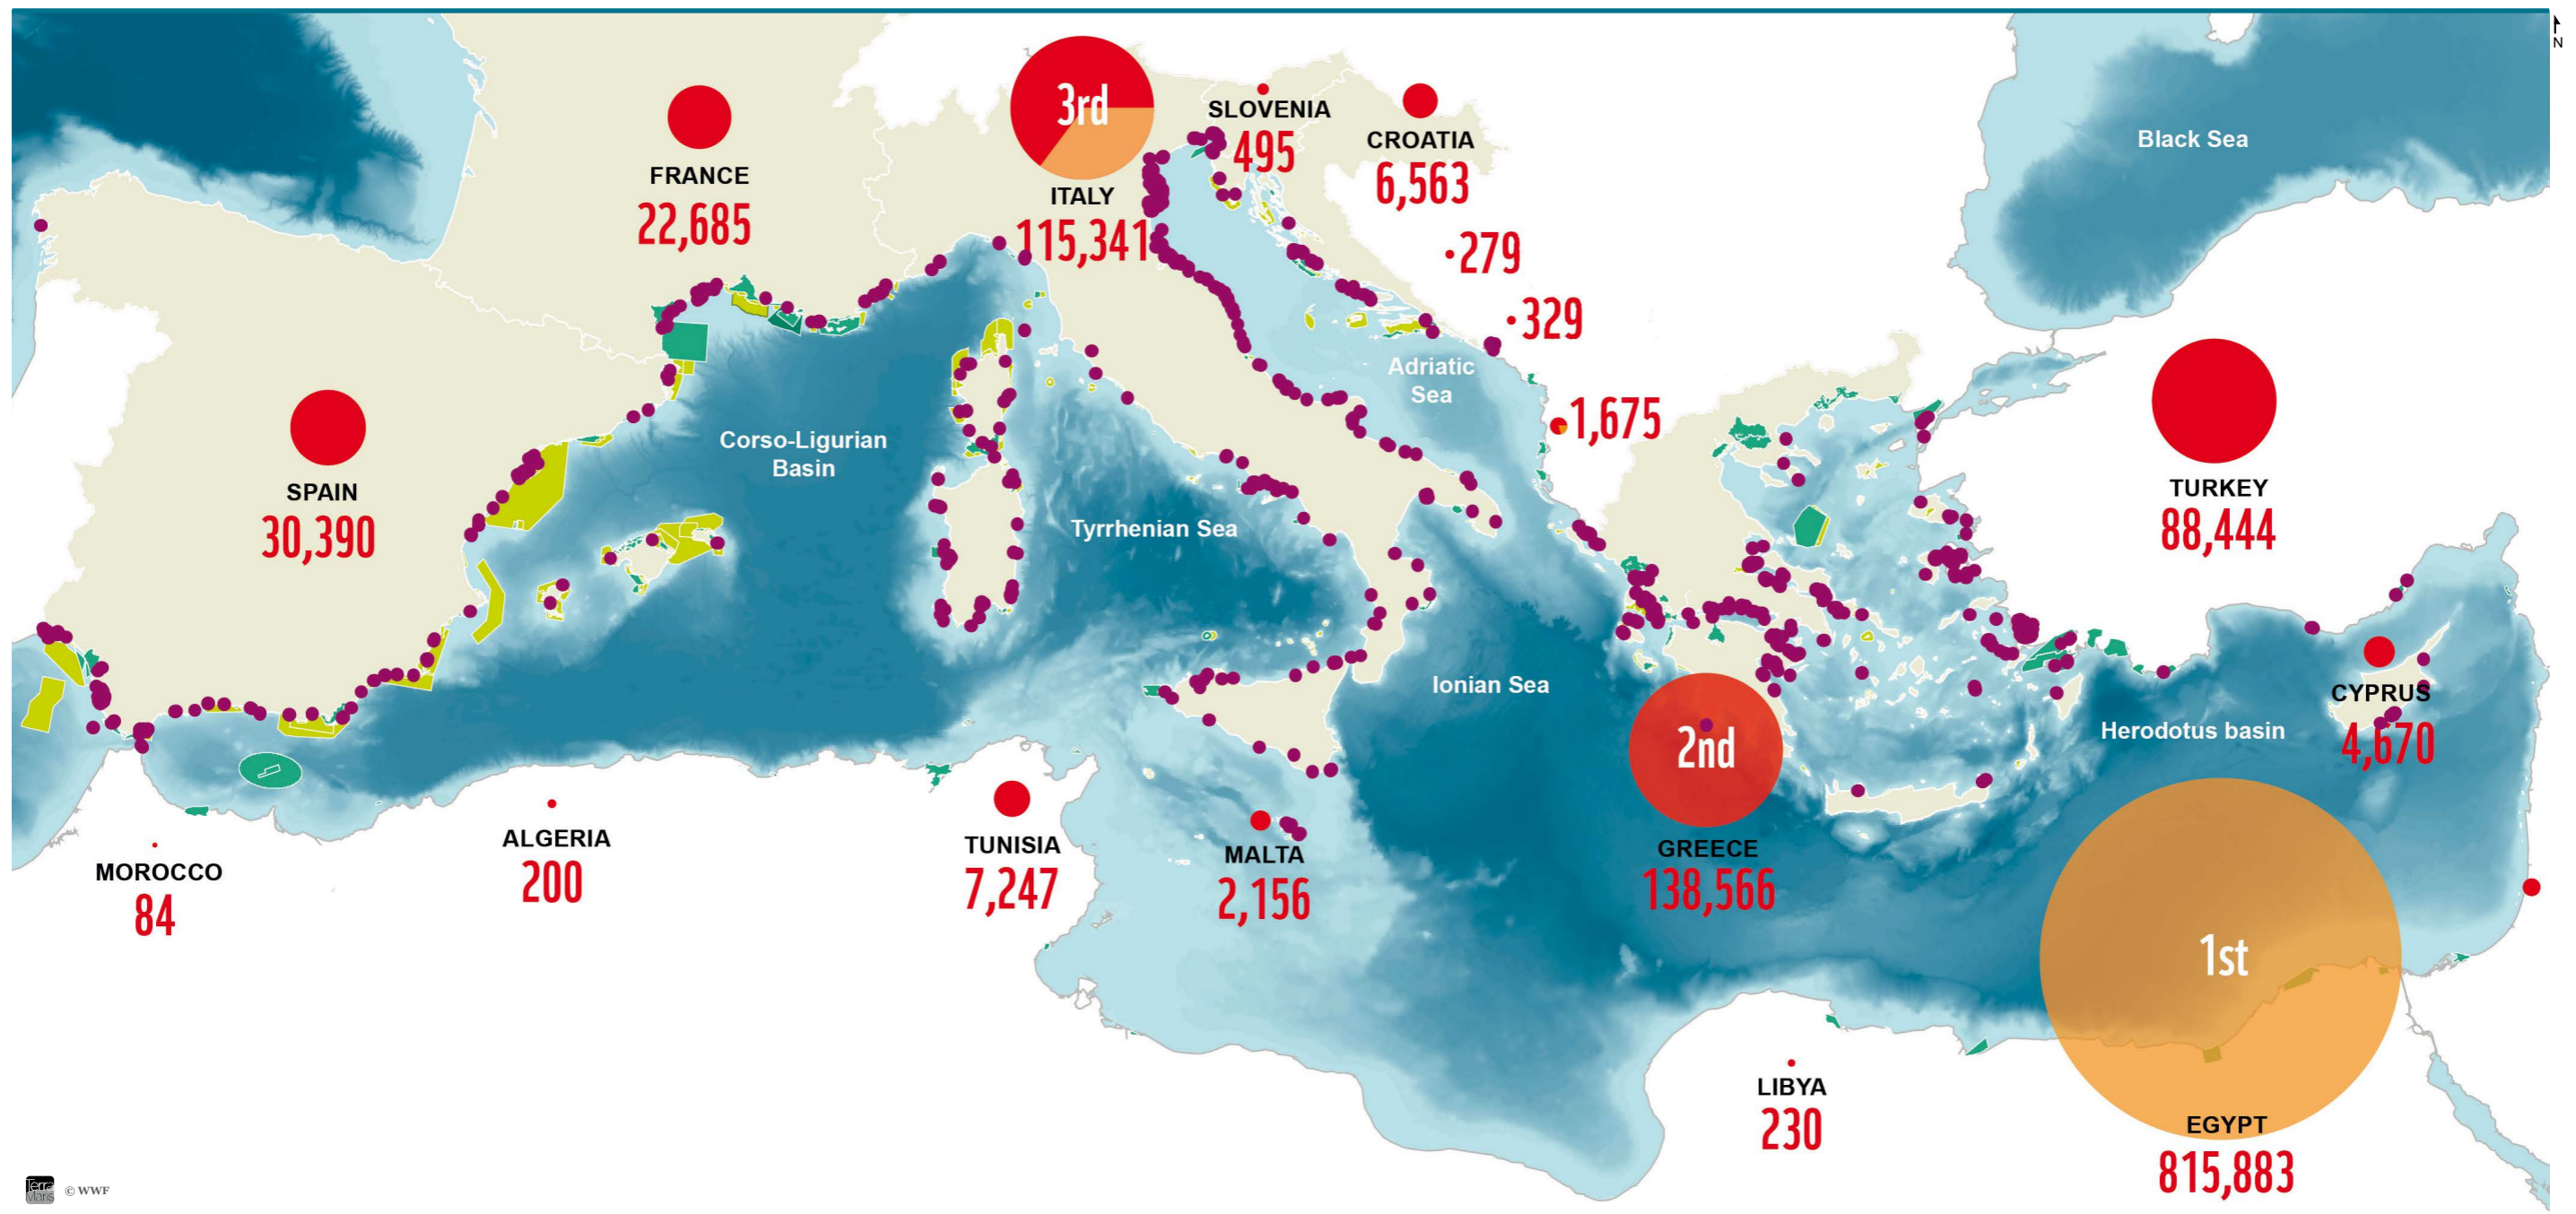 N
Black Sea
3rd
SLOVENIA
495
CROATIA
6,563
FRANCE
22,685
ITALY
115,341
279
329
1,675
Adriatic
Sea
Corso-Ligurian
Basin
SPAIN
30,390
Tyrrhenian Sea
TURKEY
88,444
Ionian Sea
CYPRUS
4,670
Herodotus basin
2nd
GREECE
138,566
MOROCCO
84
ALGERIA
200
TUNISIA
7,247
MALTA
2,156
1st
LIBYA
230
EGYPT
815,883
Terra
Maris
© WWF